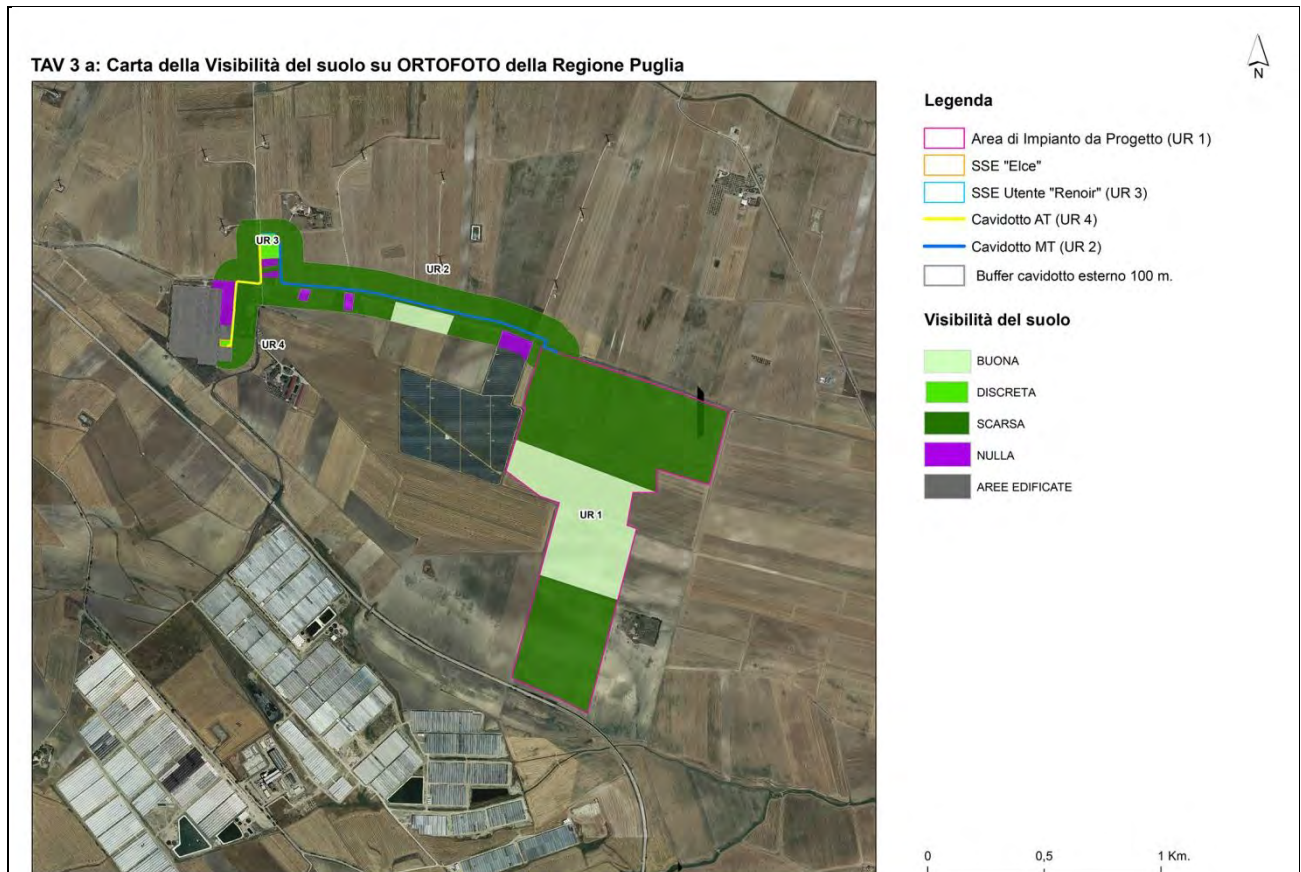 N
TAV 3 a: Carta della Visibilità del suolo su ORTOFOTO della Regione Puglia
UR 3
UR 2
UR 4
UR 1
Legenda
Area di Impianto da Progetto (UR 1)
SSE "Elce"
SSE Utente "Renoir" (UR 3)
Cavidotto AT (UR 4)
Cavidotto MT (UR 2)
Buffer cavidotto esterno 100 m.
Visibilità del suolo
BUONA
DISCRETA
SCARSA
NULLA
AREE EDIFICATE
0 0,5 1 Km.